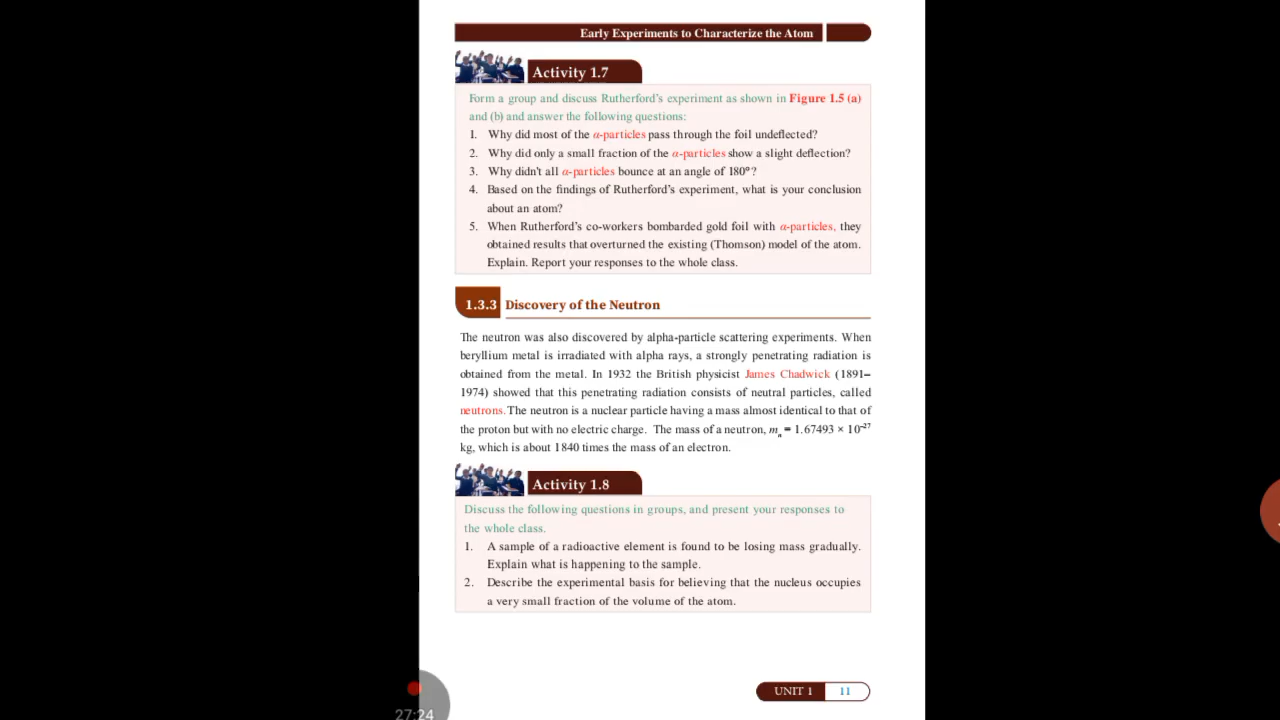 Early Experiments to Characterize the Atom
Activity 1.7
Form a group and discuss Rutherford's experiment as shown in Figure 1.5 (a)
and (b) and answer the following questions:
1. Why did most of the α-particles pass through the foil undeflected?
2. Why did only a small fraction of the α-particles show a slight deflection?
3. Why didn't all α-particles bounce at an angle of 180°?
4. Based on the findings of Rutherford's experiment, what is your conclusion
about an atom?
5. When Rutherford's co-workers bombarded gold foil with α-particles, they
obtained results that overturned the existing (Thomson) model of the atom.
Explain. Report your responses to the whole class.
1.3.3 Discovery of the Neutron
The neutron was also discovered by alpha-particle scattering experiments. When
beryllium metal is irradiated with alpha rays, a strongly penetrating radiation is
obtained from the metal. In 1932 the British physicist James Chadwick (1891–
1974) showed that this penetrating radiation consists of neutral particles, called
neutrons. The neutron is a nuclear particle having a mass almost identical to that of
the proton but with no electric charge. The mass of a neutron, mₙ = 1.67493 × 10⁻²⁷
kg, which is about 1840 times the mass of an electron.
Activity 1.8
Discuss the following questions in groups, and present your responses to
the whole class.
1. A sample of a radioactive element is found to be losing mass gradually.
Explain what is happening to the sample.
2. Describe the experimental basis for believing that the nucleus occupies
a very small fraction of the volume of the atom.
UNIT 1 11
27:24